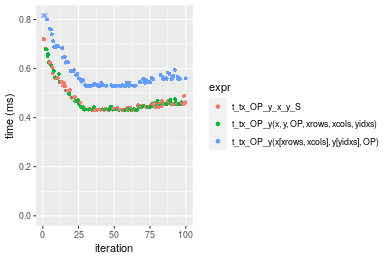 0.8
0.6
0.4
0.2
0.0
time (ms)
0
25
50
75
100
iteration
expr
t_tx_OP_y_x_y_S
t_tx_OP_y(x, y, OP, xrows, xcols, yidxs)
t_tx_OP_y(x[xrows, xcols], y[yidxs], OP)